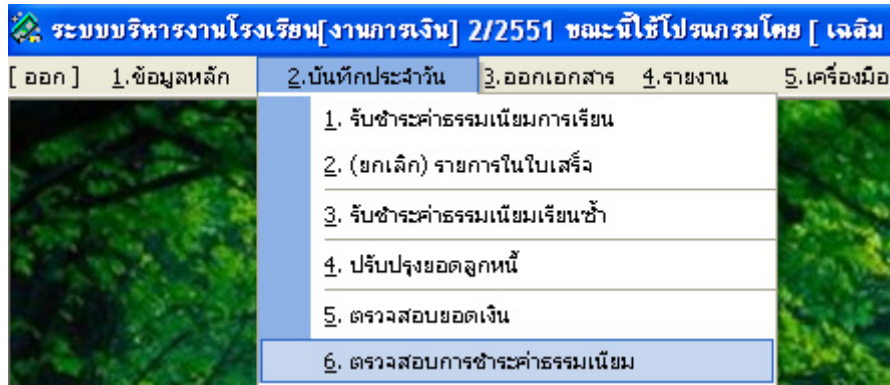 ระบบบริหารงานโรงเรียน[งานการเงิน] 2/2551 ขณะนี้ใช้โปรแกรมโดย [ เฉลิม
[ ออก ] 1.ข้อมูลหลัก 2.บันทึกประจำวัน 3.ออกเอกสาร 4.รายงาน 5.เครื่องมือ
1. รับชำระค่าธรรมเนียมการเรียน
2. (ยกเลิก) รายการในใบเสร็จ
3. รับชำระค่าธรรมเนียมเรียนซ้ำ
4. ปรับปรุงยอดลูกหนี้
5. ตรวจสอบยอดเงิน
6. ตรวจสอบการชำระค่าธรรมเนียม